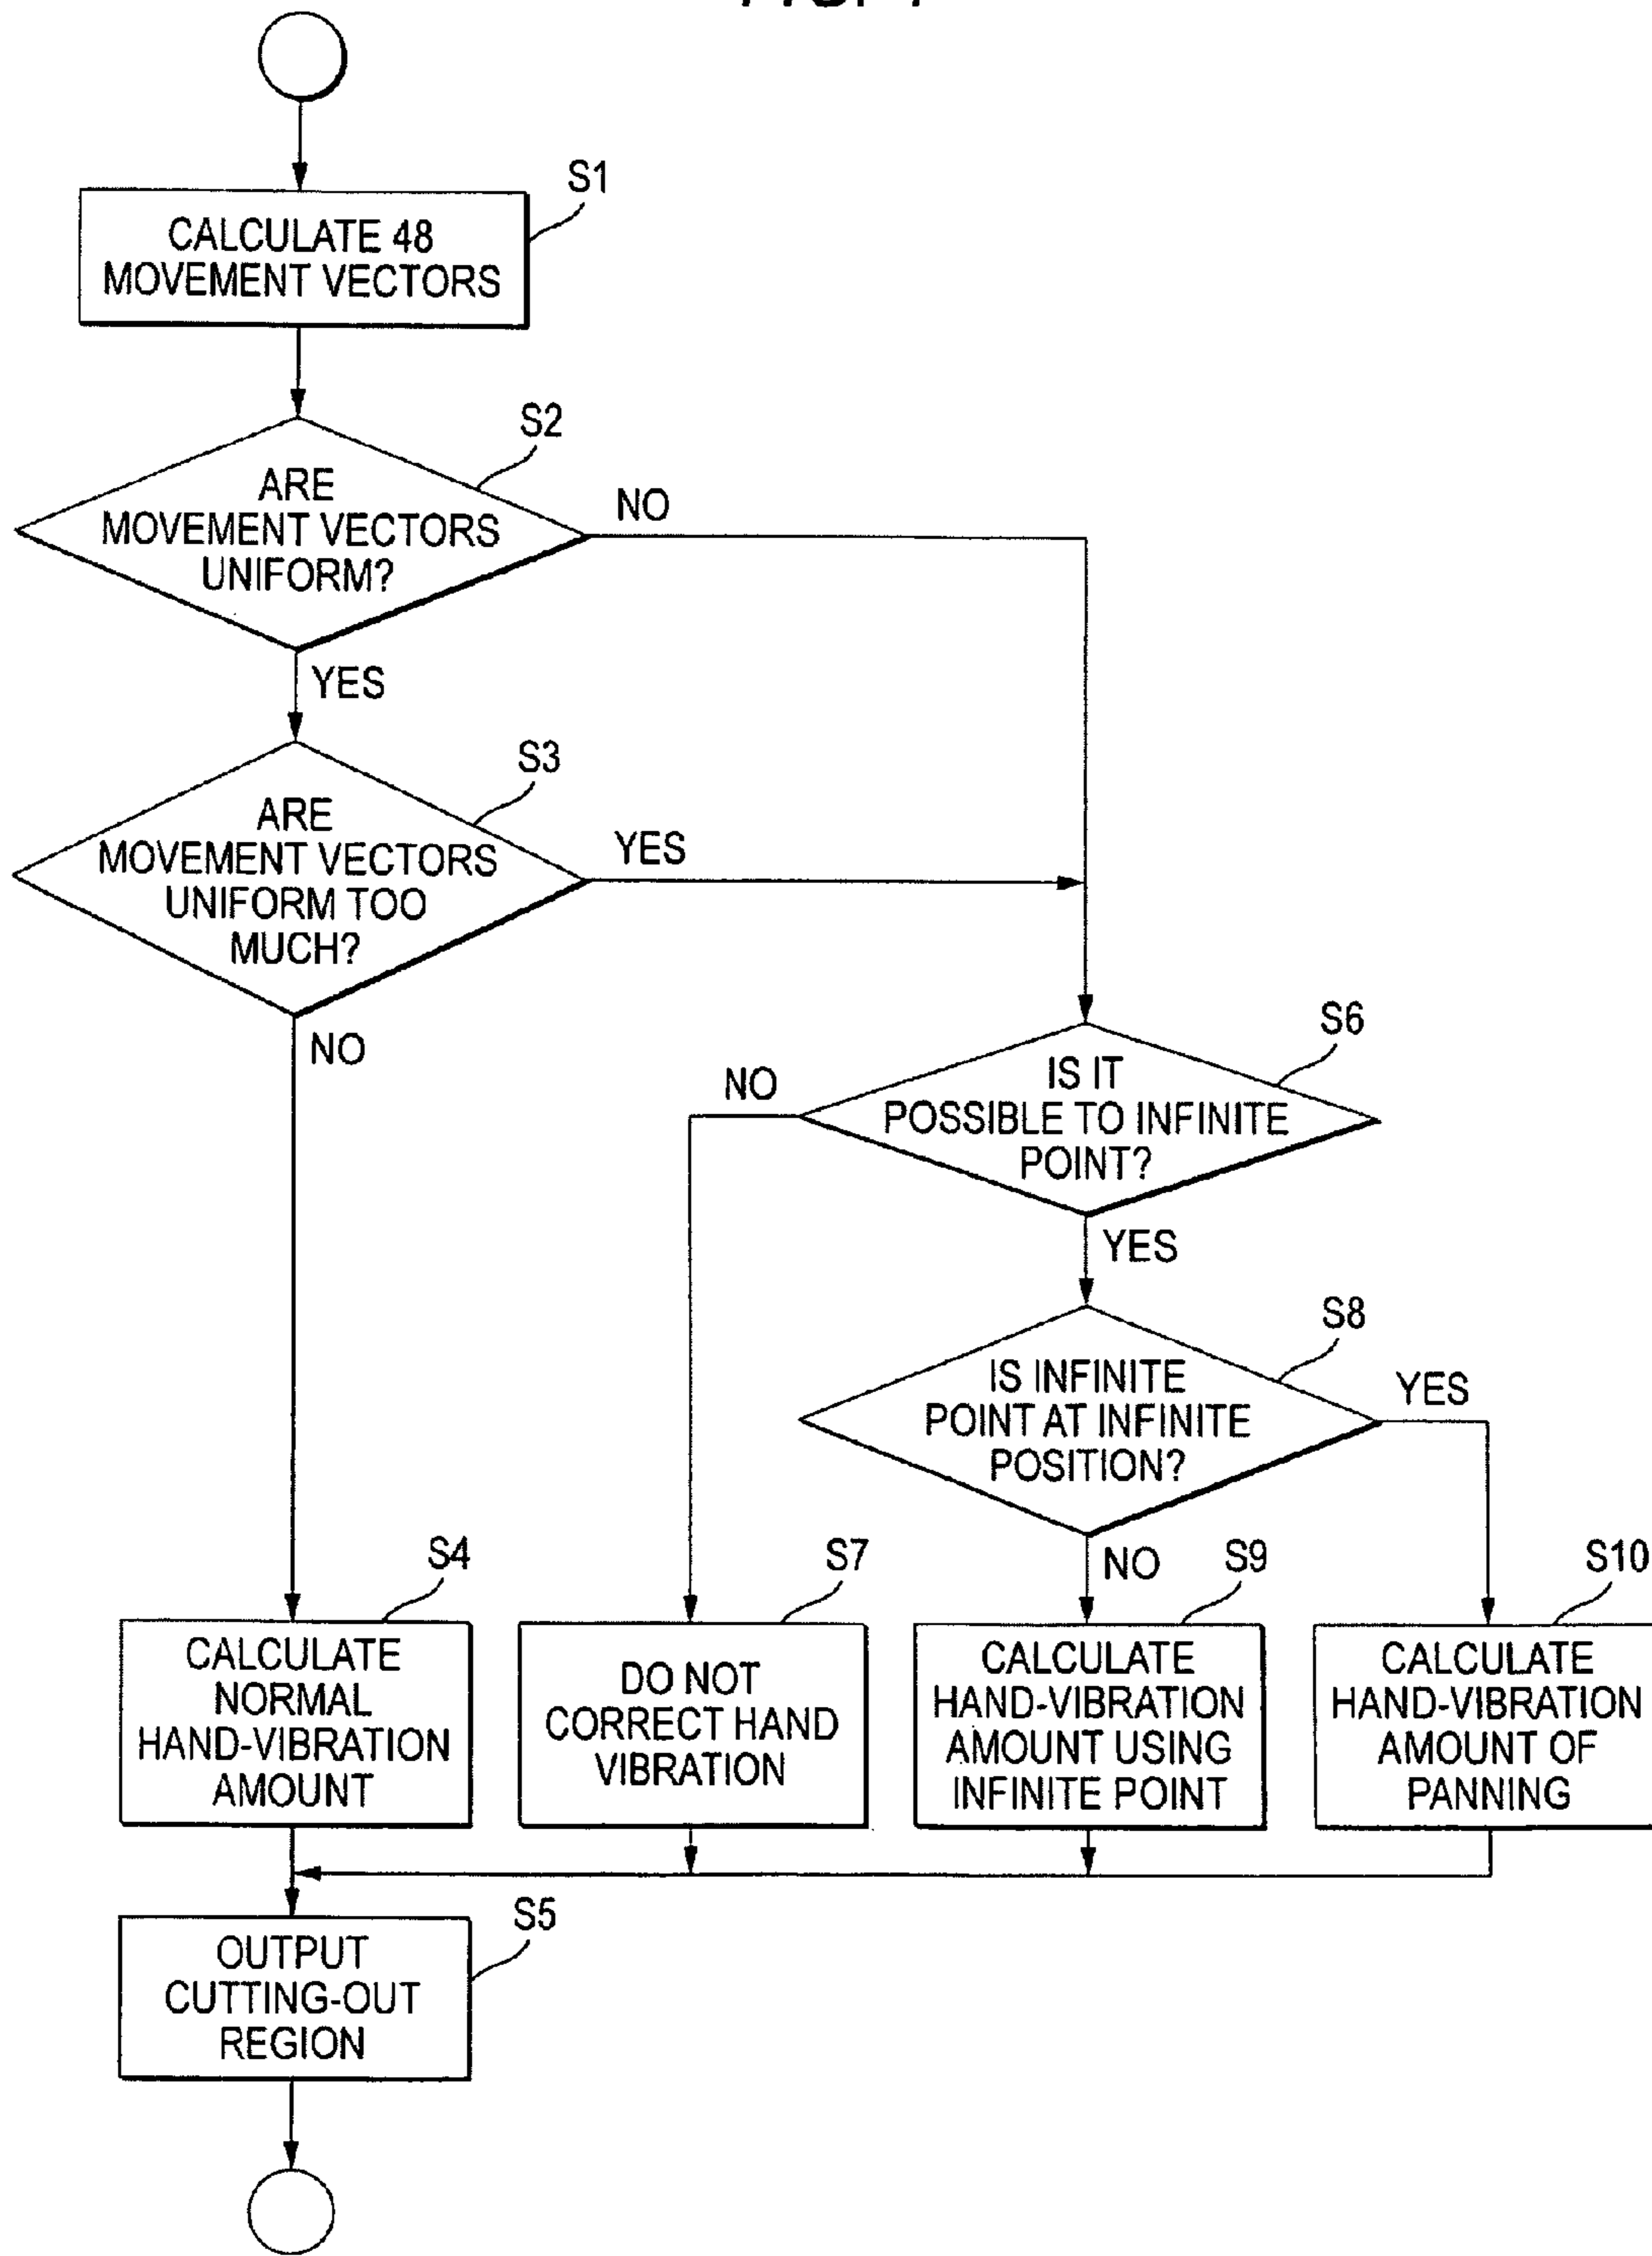 S1
CALCULATE 48
MOVEMENT VECTORS
S2
ARE
MOVEMENT VECTORS
UNIFORM?
NO
YES
S3
ARE
MOVEMENT VECTORS
UNIFORM TOO
MUCH?
YES
NO
S6
IS IT
POSSIBLE TO INFINITE
POINT?
NO
YES
S8
IS INFINITE
POINT AT INFINITE
POSITION?
YES
NO
S4
CALCULATE
NORMAL
HAND-VIBRATION
AMOUNT
S7
DO NOT
CORRECT HAND
VIBRATION
S9
CALCULATE
HAND-VIBRATION
AMOUNT USING
INFINITE POINT
S10
CALCULATE
HAND-VIBRATION
AMOUNT OF
PANNING
S5
OUTPUT
CUTTING-OUT
REGION